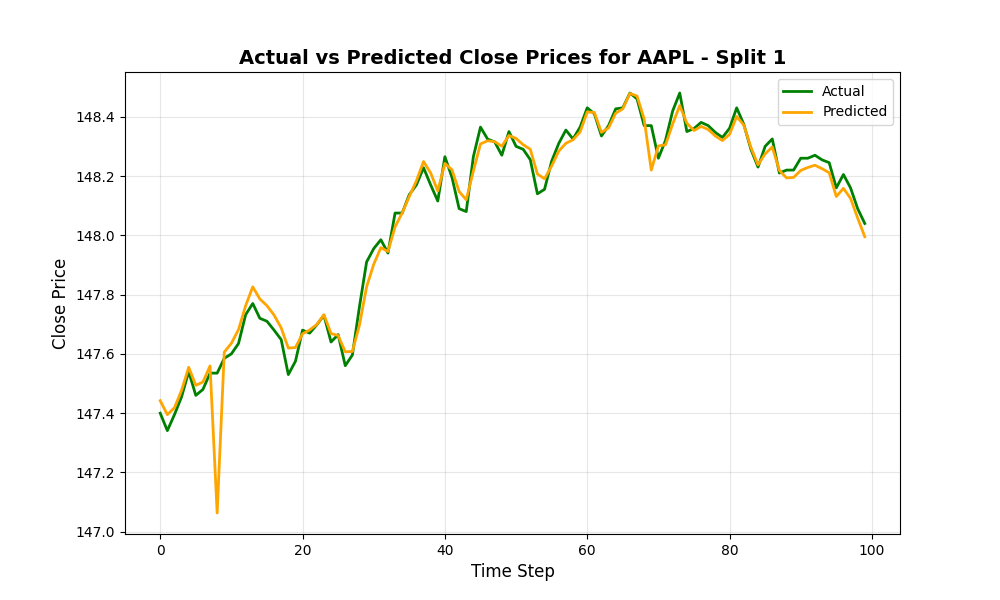 Actual vs Predicted Close Prices for AAPL - Split 1
Actual
Predicted
148.4
148.2
148.0
147.8
147.6
147.4
147.2
147.0
Close Price
0 20 40 60 80 100
Time Step